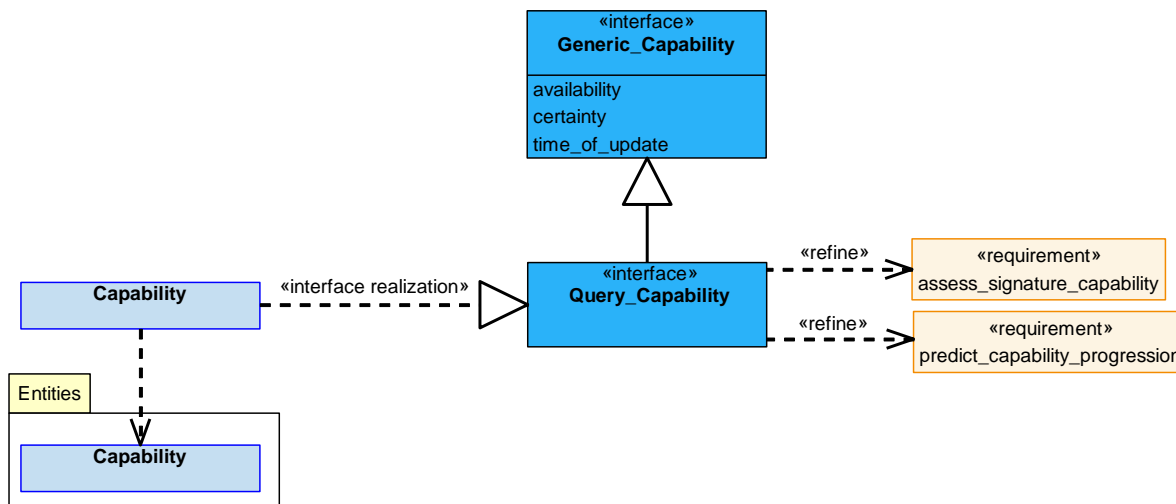 «interface»
Generic_Capability
availability
certainty
time_of_update
«refine»
«requirement»
assess_signature_capability
«interface»
Query_Capability
«interface realization»
Capability
«refine»
«requirement»
predict_capability_progression
Entities
Capability